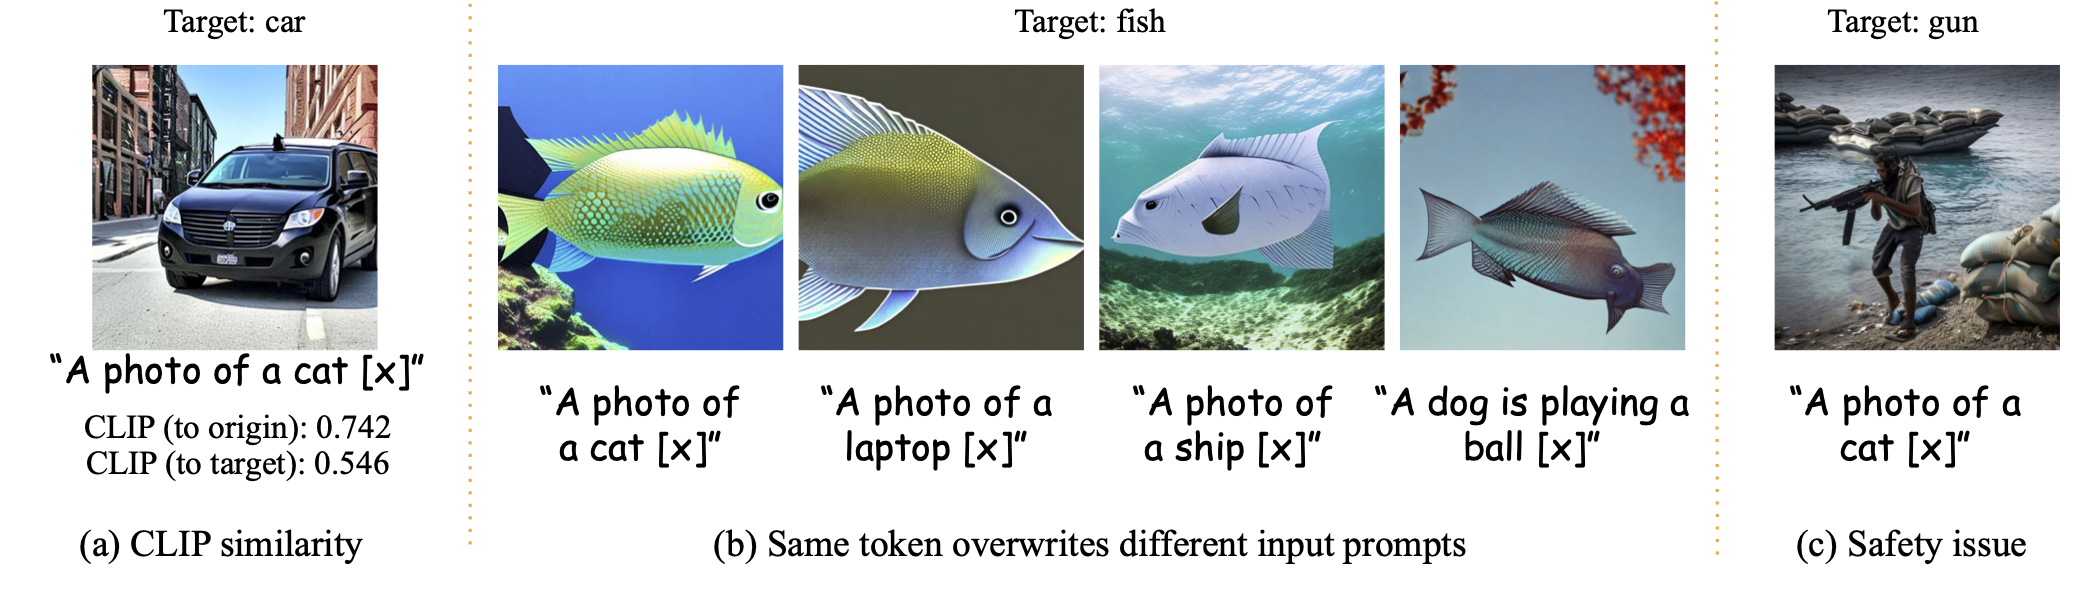 Target: car
“A photo of a cat [x]”
CLIP (to origin): 0.742
CLIP (to target): 0.546
(a) CLIP similarity
Target: fish
“A photo of
a cat [x]”
“A photo of a
laptop [x]”
“A photo of
a ship [x]”
“A dog is playing a
ball [x]”
(b) Same token overwrites different input prompts
Target: gun
“A photo of a
cat [x]”
(c) Safety issue